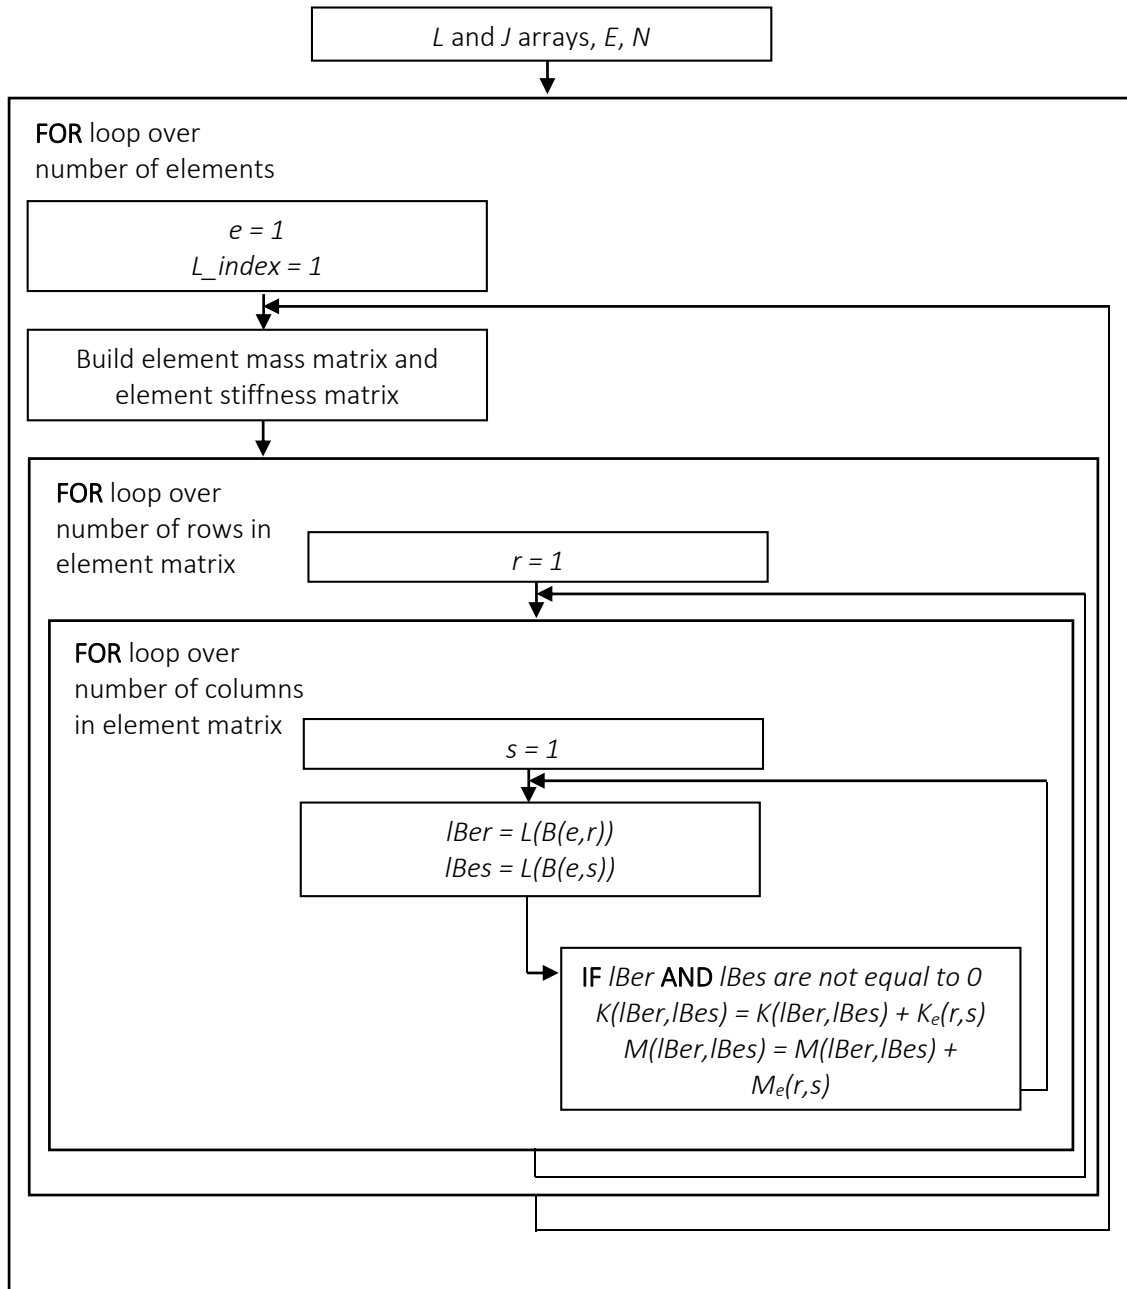 L and J arrays, E, N
FOR loop over
number of elements
e = 1
L_index = 1
Build element mass matrix and
element stiffness matrix
FOR loop over
number of rows in
element matrix
r = 1
FOR loop over
number of columns
in element matrix
s = 1
lBer = L(B(e,r))
lBes = L(B(e,s))
IF lBer AND lBes are not equal to 0
K(lBer,lBes) = K(lBer,lBes) + Kₑ(r,s)
M(lBer,lBes) = M(lBer,lBes) +
Mₑ(r,s)